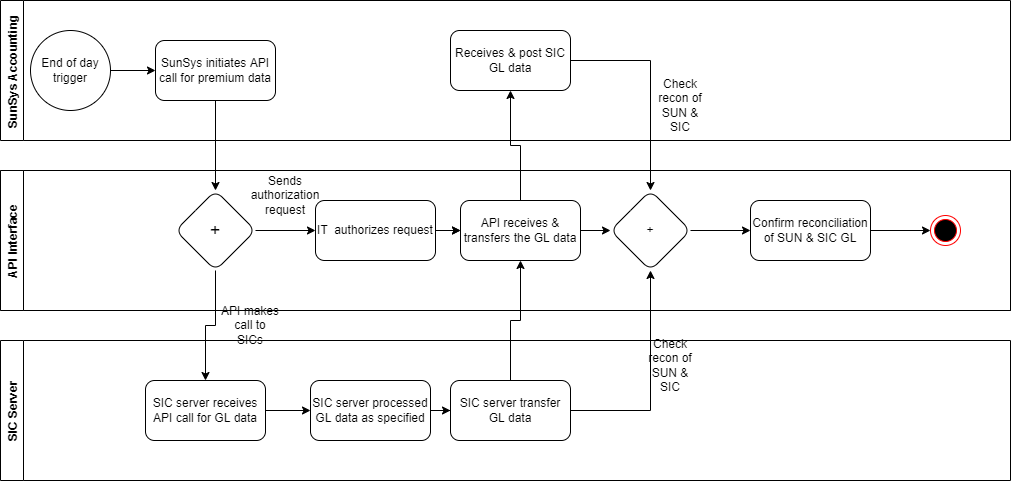 SunSys Accounting
End of day
trigger
SunSys initiates API
call for premium data
Receives & post SIC
GL data
Check
recon of
SUN &
SIC
API Interface
+
Sends
authorization
request
IT authorizes request
API receives &
transfers the GL data
+
Confirm reconciliation
of SUN & SIC GL
API makes
call to
SICs
SIC Server
SIC server receives
API call for GL data
SIC server processed
GL data as specified
SIC server transfer
GL data
Check
recon of
SUN &
SIC